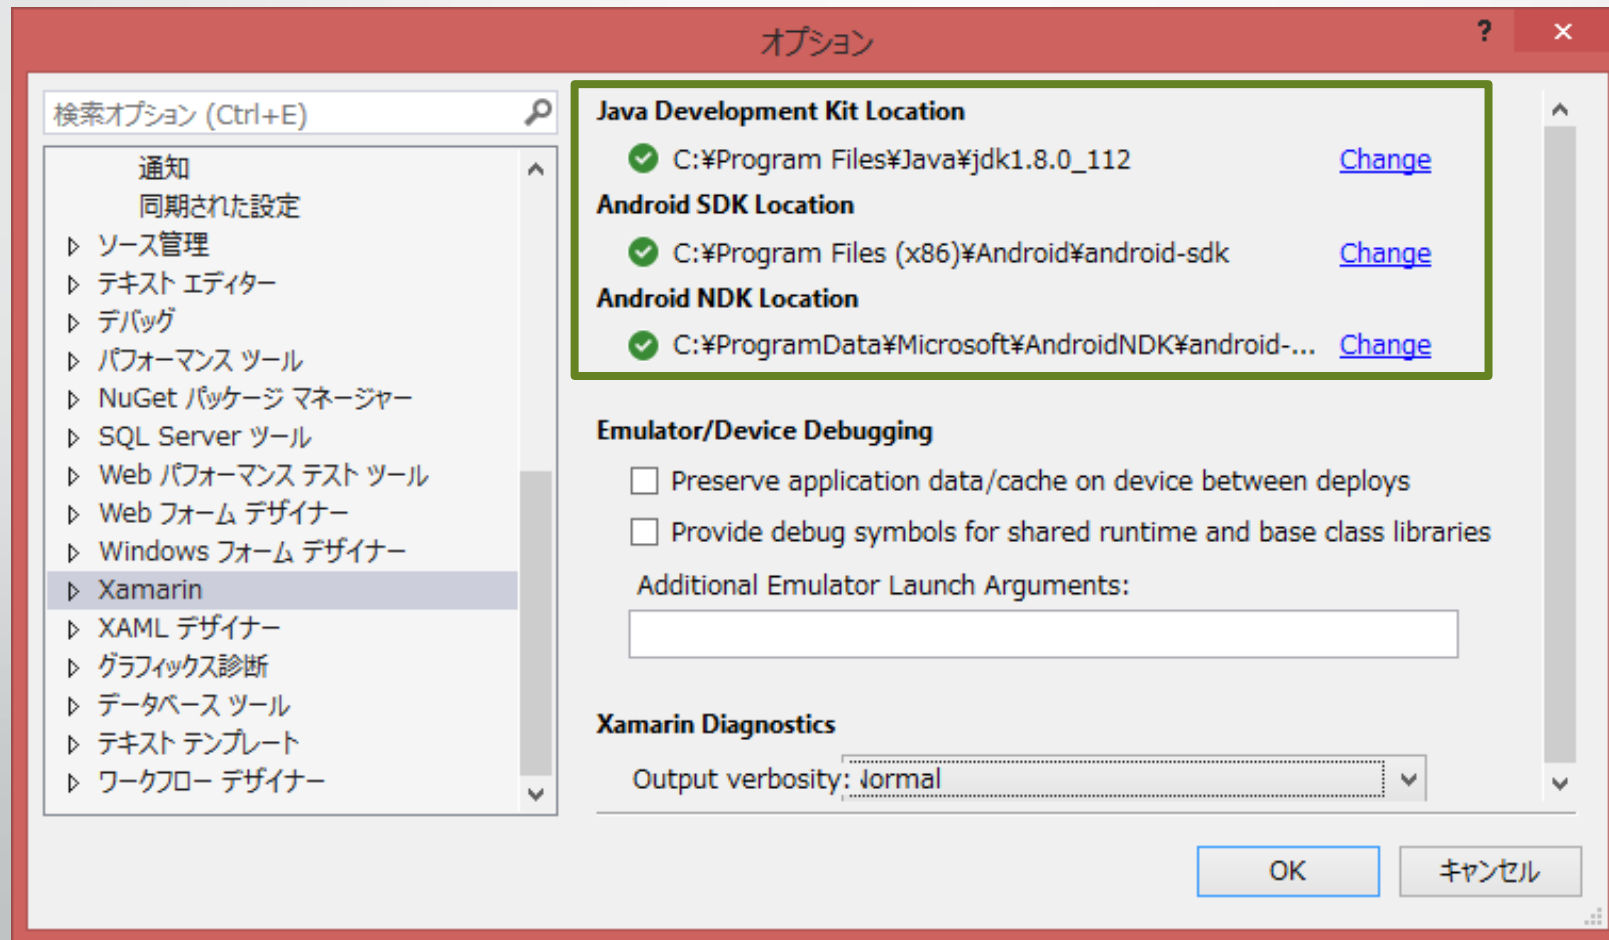 オプション
?
検索オプション (Ctrl+E)
通知
同期された設定
ソース管理
テキスト エディター
デバッグ
パフォーマンス ツール
NuGet パッケージ マネージャー
SQL Server ツール
Web パフォーマンス テスト ツール
Web フォーム デザイナー
Windows フォーム デザイナー
Xamarin
XAML デザイナー
グラフィックス診断
データベース ツール
テキスト テンプレート
ワークフロー デザイナー
Java Development Kit Location
C:¥Program Files¥Java¥jdk1.8.0_112 Change
Android SDK Location
C:¥Program Files (x86)¥Android¥android-sdk Change
Android NDK Location
C:¥ProgramData¥Microsoft¥AndroidNDK¥android-... Change
Emulator/Device Debugging
Preserve application data/cache on device between deploys
Provide debug symbols for shared runtime and base class libraries
Additional Emulator Launch Arguments:
Xamarin Diagnostics
Output verbosity: Normal
OK キャンセル